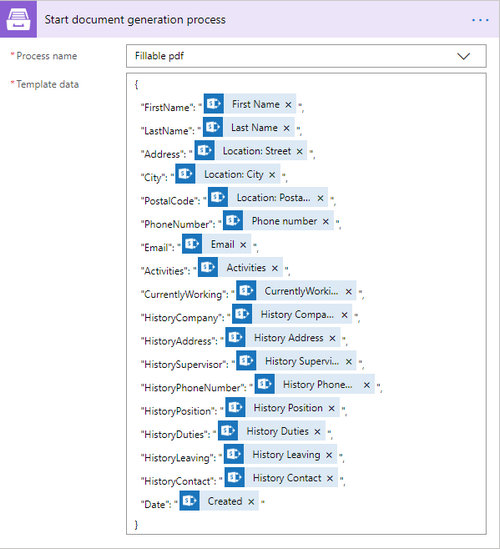 Start document generation process
* Process name Fillable pdf
* Template data {
"FirstName": " First Name × ",
"LastName": " Last Name × ",
"Address": " Location: Street × ",
"City": " Location: City × ",
"PostalCode": " Location: Posta... × ",
"PhoneNumber": " Phone number × ",
"Email": " Email × ",
"Activities": " Activities × ",
"CurrentlyWorking": " CurrentlyWorki... × ",
"HistoryCompany": " History Compa... × ",
"HistoryAddress": " History Address × ",
"HistorySupervisor": " History Supervi... × ",
"HistoryPhoneNumber": " History Phone... × ",
"HistoryPosition": " History Position × ",
"HistoryDuties": " History Duties × ",
"HistoryLeaving": " History Leaving × ",
"HistoryContact": " History Contact × ",
"Date": " Created × "
}